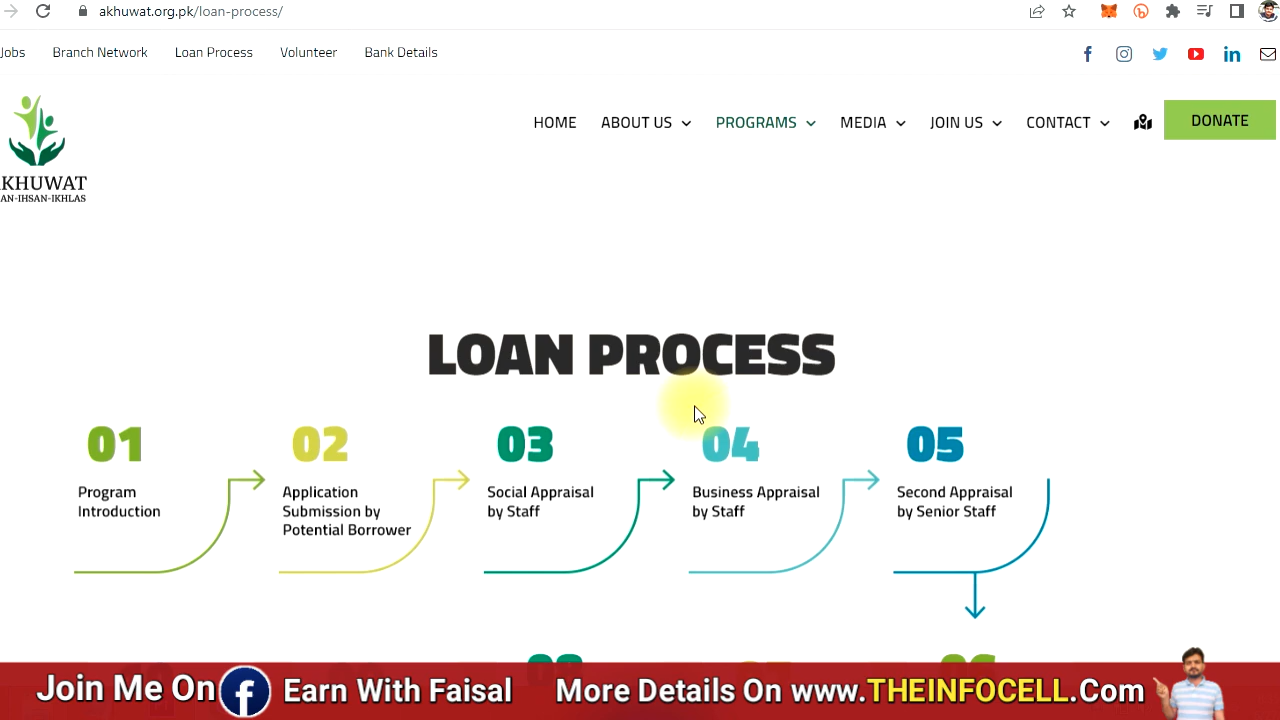 akhuwat.org.pk/loan-process/
Jobs Branch Network Loan Process Volunteer Bank Details
HOME ABOUT US PROGRAMS MEDIA JOIN US CONTACT DONATE
KHUWAT
AN-IHSAN-IKHLAS
LOAN PROCESS
01 02 03 04 05
Program
Introduction
Application
Submission by
Potential Borrower
Social Appraisal
by Staff
Business Appraisal
by Staff
Second Appraisal
by Senior Staff
Join Me On f Earn With Faisal More Details On www.THEINFOCELL.Com